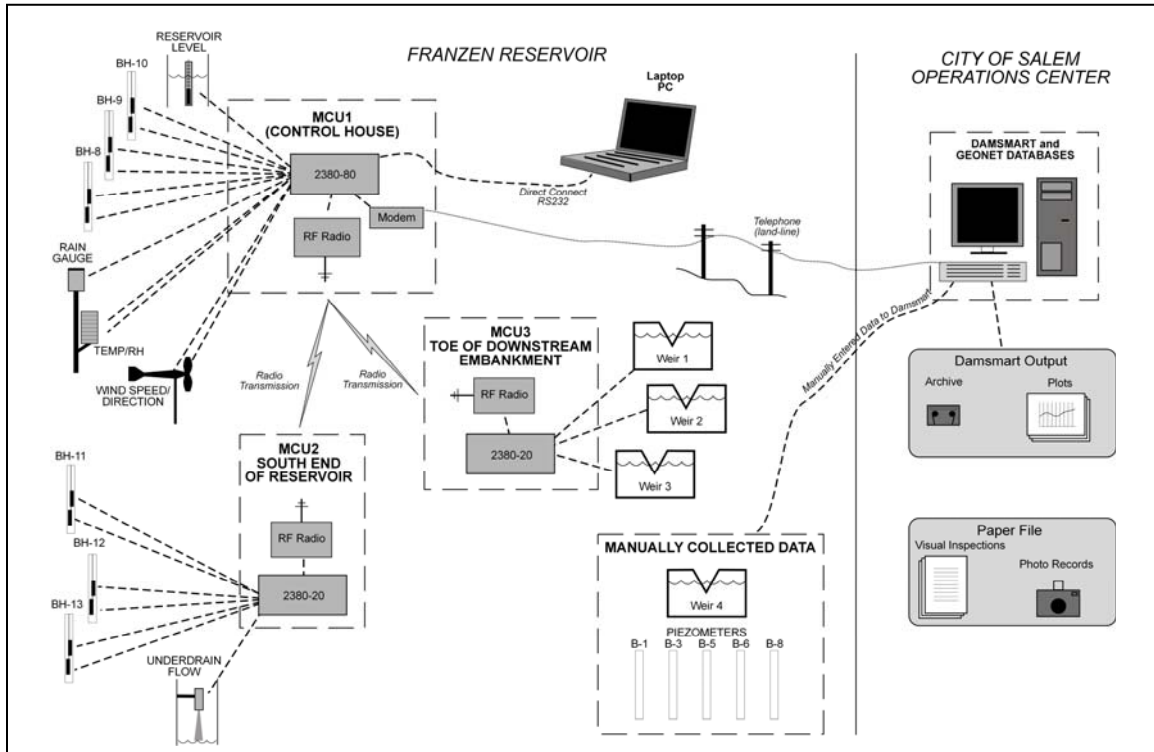 FRANZEN RESERVOIR
CITY OF SALEM
OPERATIONS CENTER
RESERVOIR
LEVEL
BH-10
BH-9
BH-8
MCU1
(CONTROL HOUSE)
2380-80
RF Radio
Modem
Laptop
PC
Direct Connect
RS232
Telephone
(land-line)
DAMSMART and
GEONET DATABASES
RAIN
GAUGE
TEMP/RH
WIND SPEED/
DIRECTION
Radio
Transmission
Radio
Transmission
MCU3
TOE OF DOWNSTREAM
EMBANKMENT
RF Radio
2380-20
Weir 1
Weir 2
Weir 3
Manually Entered Data to Damsmart
Damsmart Output
Archive
Plots
MCU2
SOUTH END
OF RESERVOIR
RF Radio
2380-20
BH-11
BH-12
BH-13
UNDERDRAIN
FLOW
MANUALLY COLLECTED DATA
Weir 4
PIEZOMETERS
B-1 B-3 B-5 B-6 B-8
Paper File
Visual Inspections
Photo Records